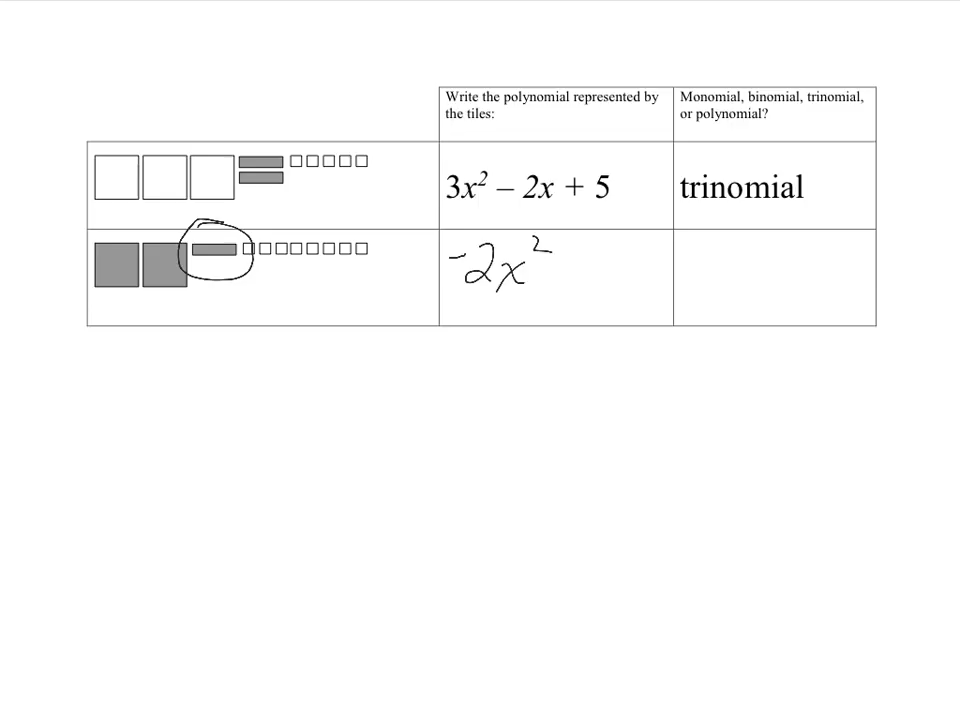 Write the polynomial represented by
the tiles:
Monomial, binomial, trinomial,
or polynomial?
3x² – 2x + 5
trinomial
-2x²